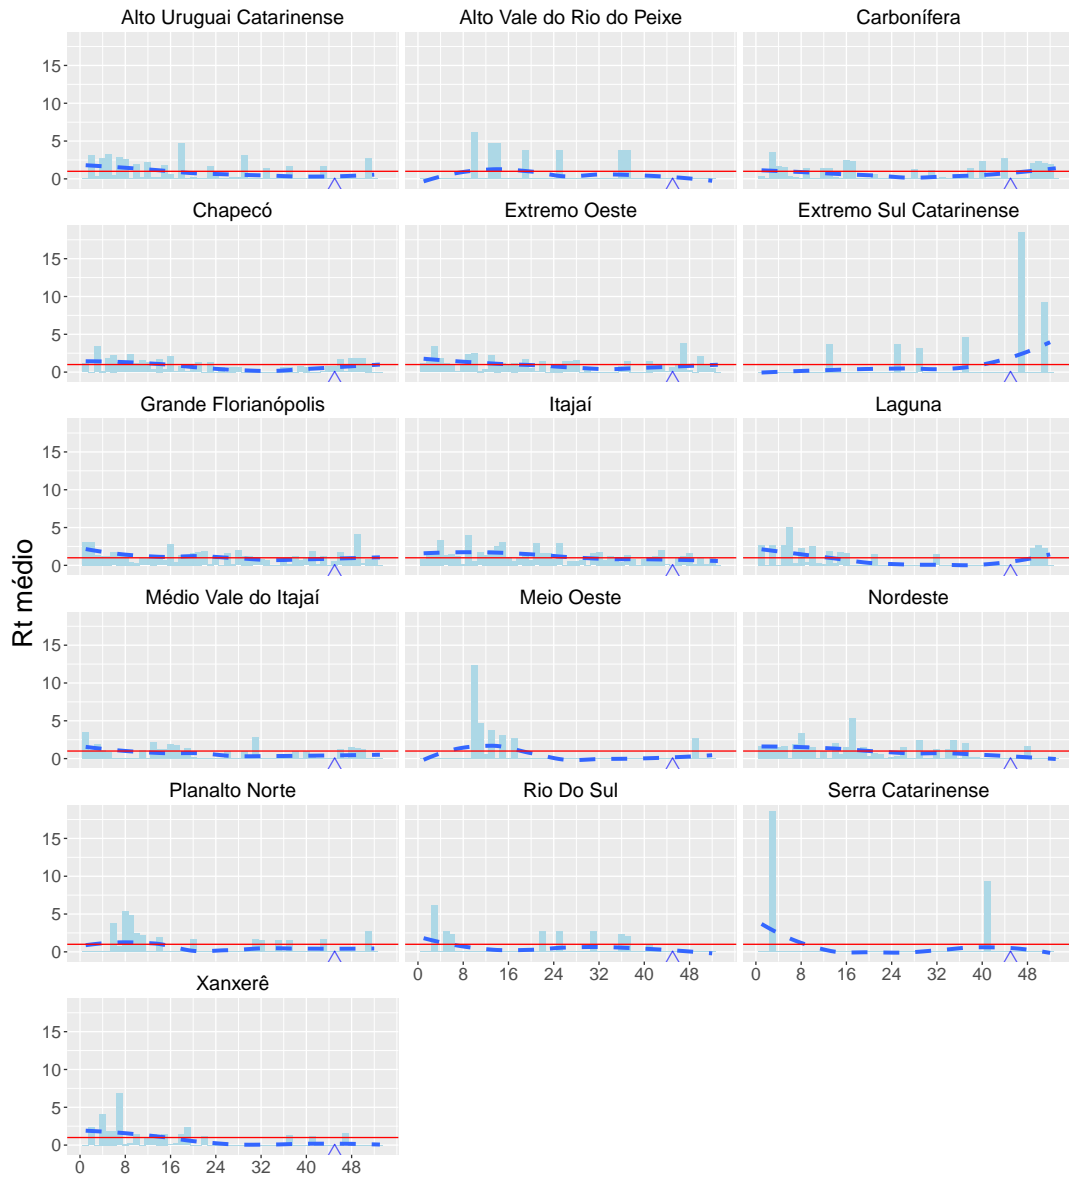 Alto Uruguai Catarinense Alto Vale do Rio do Peixe Carbonífera
15
10
5
0
Chapecó Extremo Oeste Extremo Sul Catarinense
15
10
5
0
Grande Florianópolis Itajaí Laguna
15
10
5
0
Rt médio
Médio Vale do Itajaí Meio Oeste Nordeste
15
10
5
0
Planalto Norte Rio Do Sul Serra Catarinense
15
10
5
0
0 8 16 24 32 40 48 0 8 16 24 32 40 48
Xanxerê
15
10
5
0
0 8 16 24 32 40 48